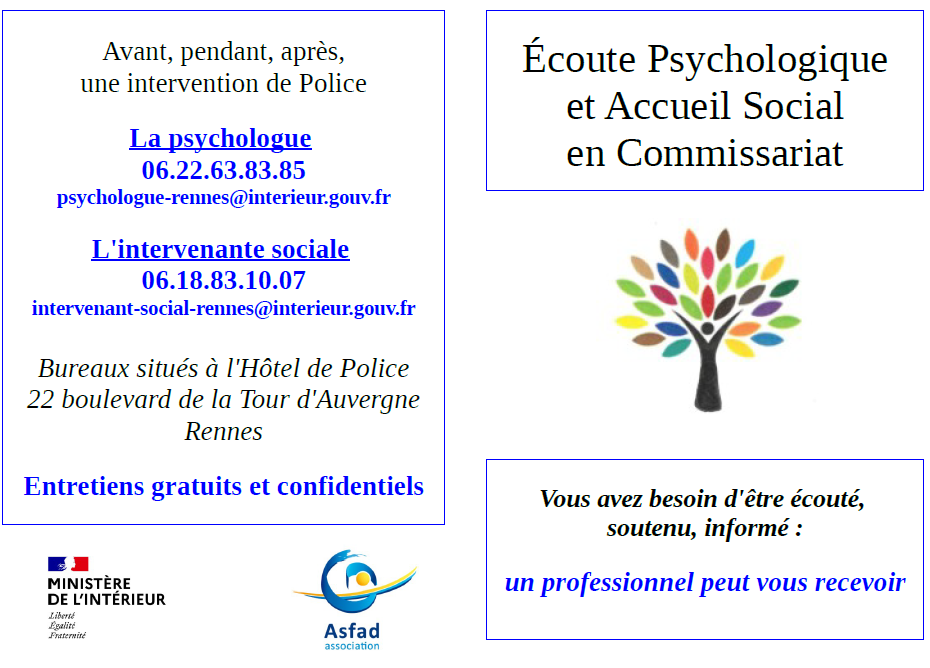 Avant, pendant, après,
une intervention de Police
La psychologue
06.22.63.83.85
psychologue-rennes@interieur.gouv.fr
L'intervenante sociale
06.18.83.10.07
intervenant-social-rennes@interieur.gouv.fr
Bureaux situés à l'Hôtel de Police
22 boulevard de la Tour d'Auvergne
Rennes
Entretiens gratuits et confidentiels
MINISTÈRE
DE L'INTÉRIEUR
Liberté
Égalité
Fraternité
Asfad
association
Écoute Psychologique
et Accueil Social
en Commissariat
Vous avez besoin d'être écouté,
soutenu, informé :
un professionnel peut vous recevoir